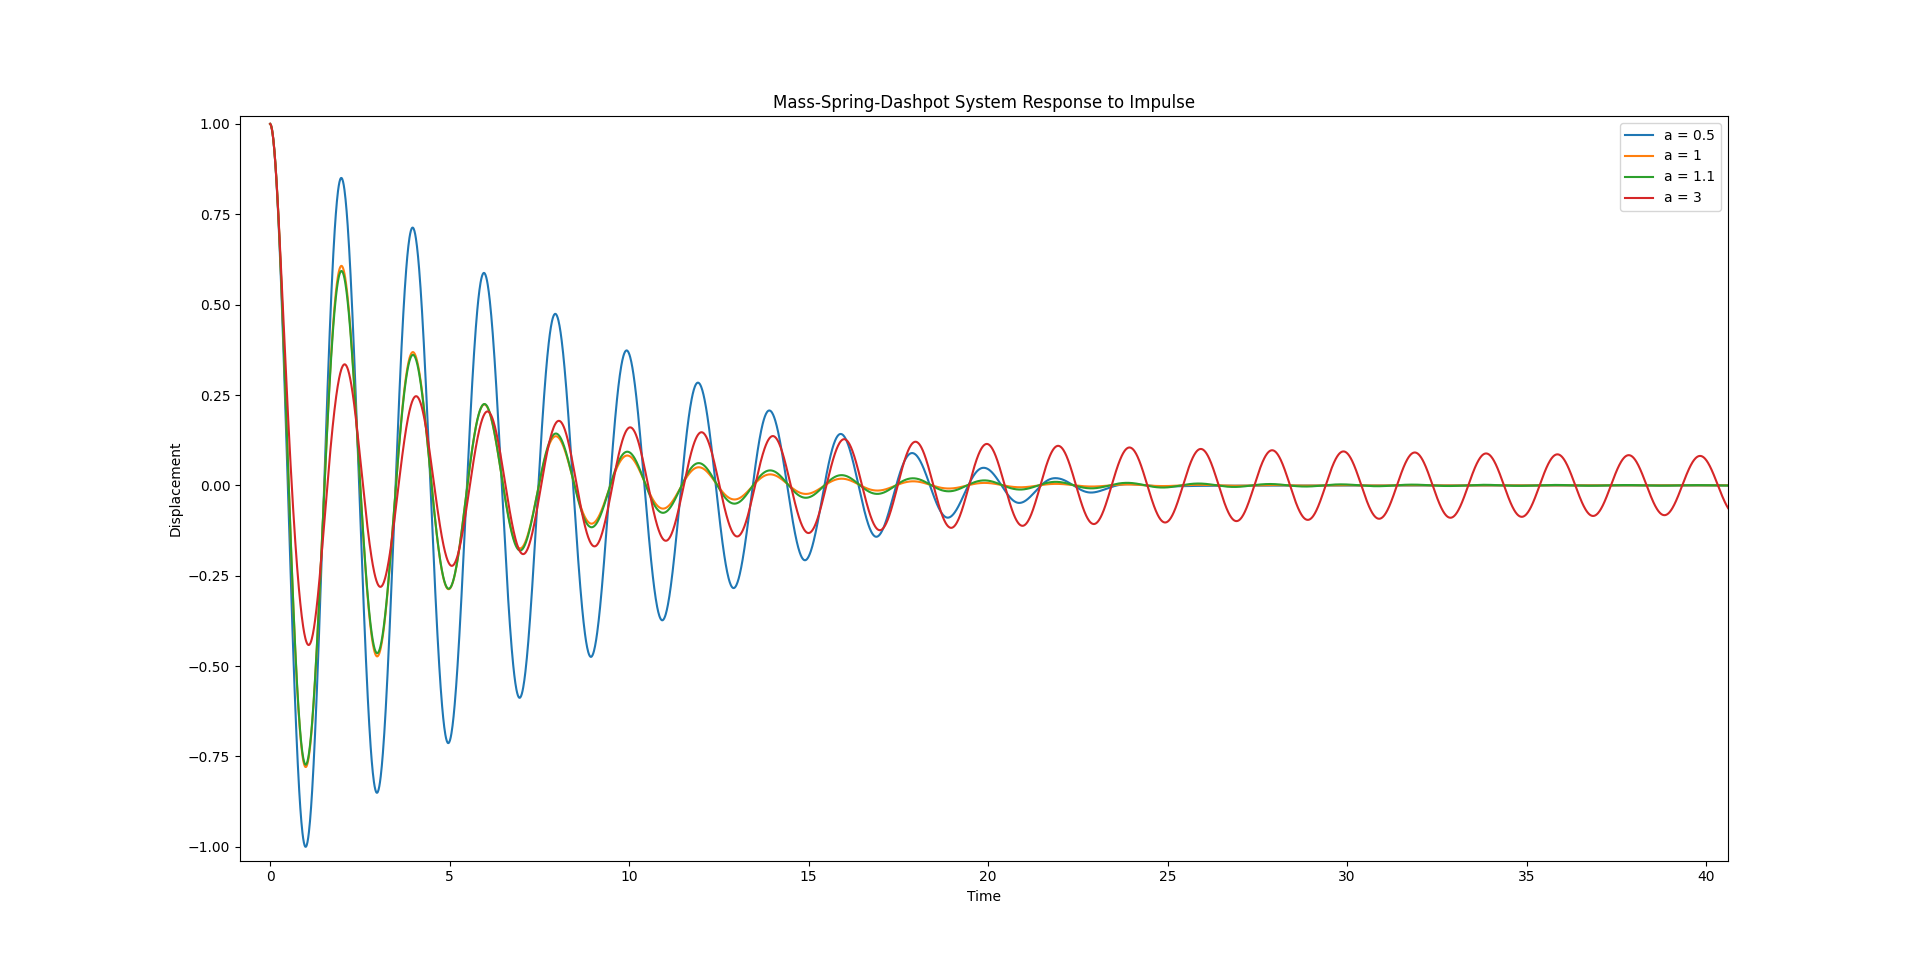 Mass-Spring-Dashpot System Response to Impulse
a = 0.5
a = 1
a = 1.1
a = 3
1.00
0.75
0.50
0.25
0.00
−0.25
−0.50
−0.75
−1.00
Displacement
0 5 10 15 20 25 30 35 40
Time